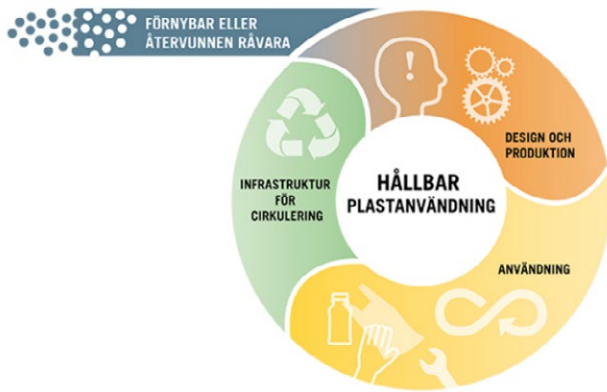 FÖRNYBAR ELLER
ÅTERVUNNEN RÅVARA
!
DESIGN OCH
PRODUKTION
INFRASTRUKTUR
FÖR
CIRKULERING
HÅLLBAR
PLASTANVÄNDNING
ANVÄNDNING